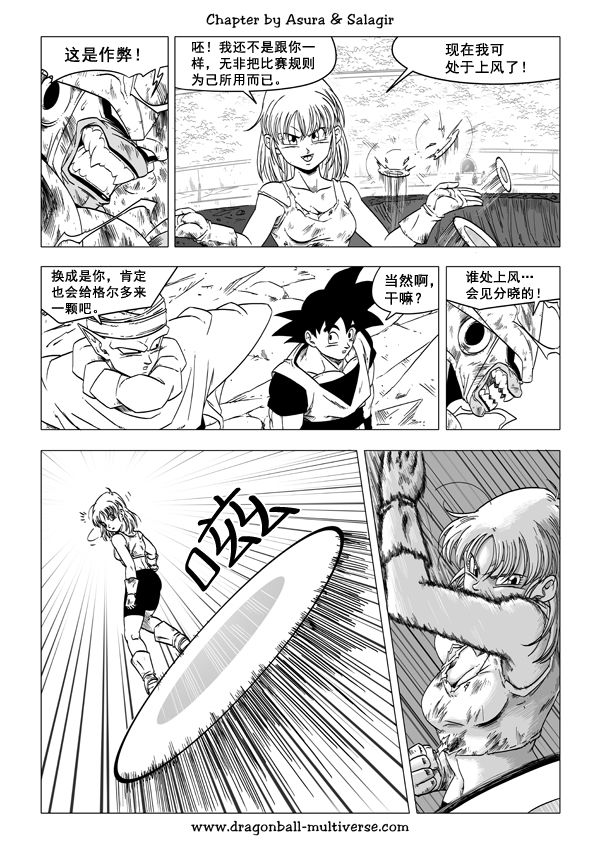 Chapter by Asura & Salagir
这是作弊！
呸！我还不是跟你一
样，无非把比赛规则
为己所用而已。
现在我可
处于上风了！
换成是你，肯定
也会给格尔多来
一颗吧。
当然啊，
干嘛？
谁处上风…
会见分晓的！
嗞
www.dragonball-multiverse.com